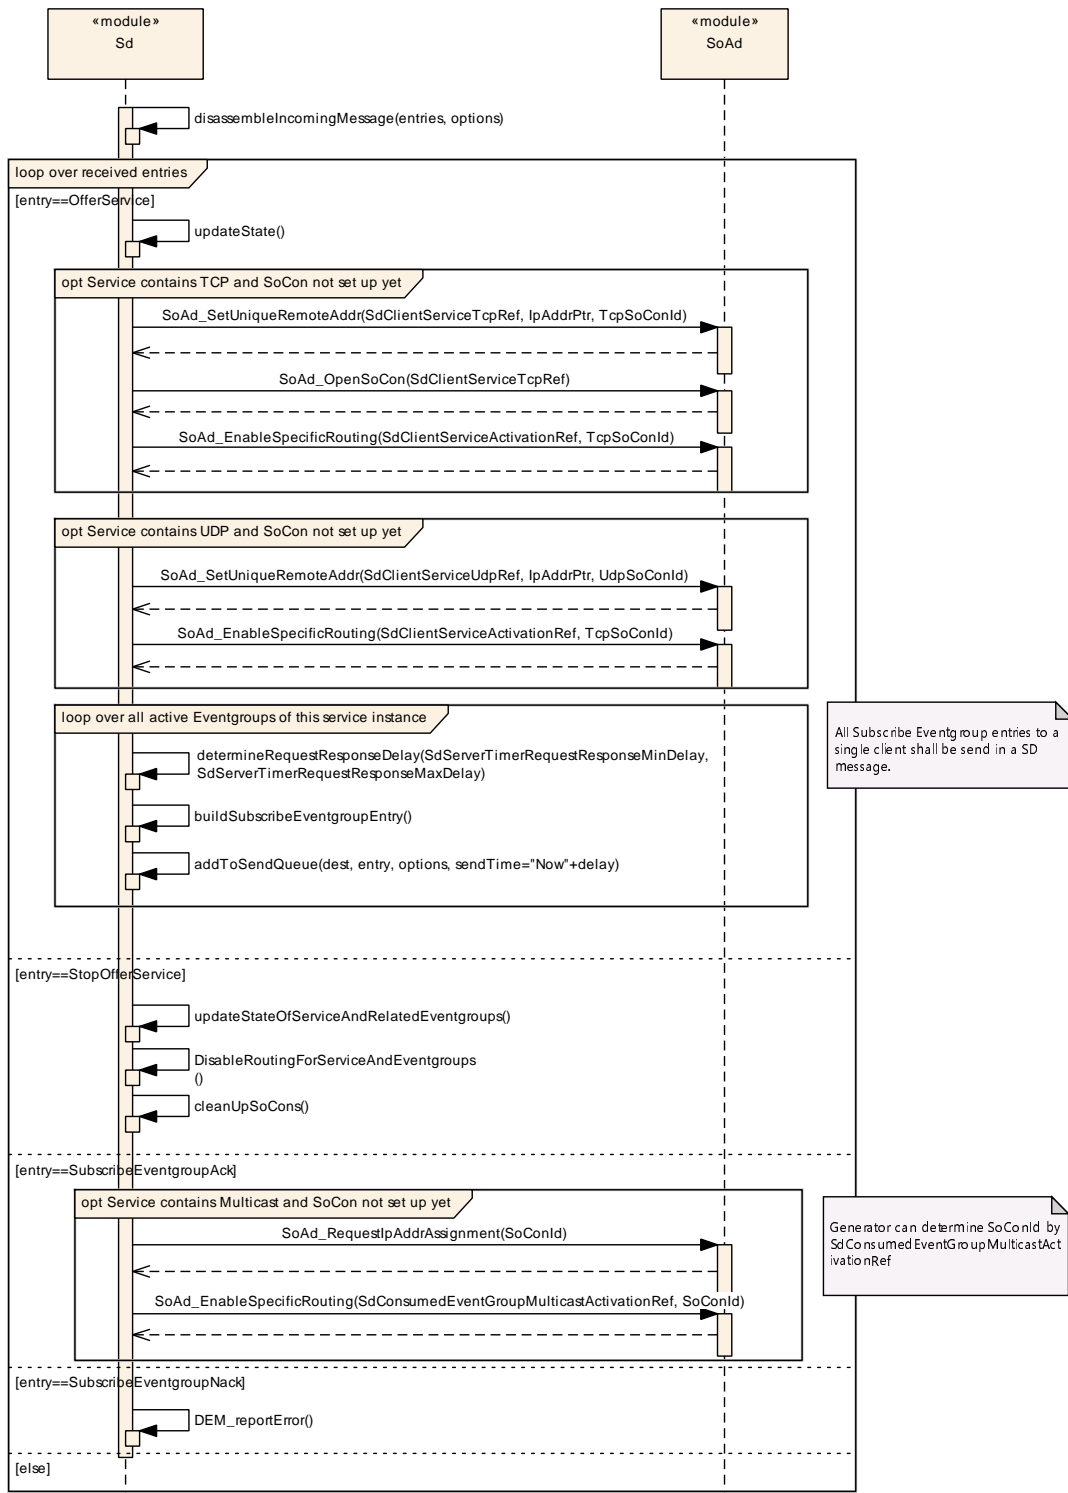 «module»
Sd
«module»
SoAd
disassembleIncomingMessage(entries, options)
loop over received entries
[entry==OfferService]
updateState()
opt Service contains TCP and SoCon not set up yet
SoAd_SetUniqueRemoteAddr(SdClientServiceTcpRef, IpAddrPtr, TcpSoConId)
SoAd_OpenSoCon(SdClientServiceTcpRef)
SoAd_EnableSpecificRouting(SdClientServiceActivationRef, TcpSoConId)
opt Service contains UDP and SoCon not set up yet
SoAd_SetUniqueRemoteAddr(SdClientServiceUdpRef, IpAddrPtr, UdpSoConId)
SoAd_EnableSpecificRouting(SdClientServiceActivationRef, TcpSoConId)
loop over all active Eventgroups of this service instance
All Subscribe Eventgroup entries to a
single client shall be send in a SD
message.
determineRequestResponseDelay(SdServerTimerRequestResponseMinDelay,
SdServerTimerRequestResponseMaxDelay)
buildSubscribeEventgroupEntry()
addToSendQueue(dest, entry, options, sendTime="Now"+delay)
[entry==StopOfferService]
updateStateOfServiceAndRelatedEventgroups()
DisableRoutingForServiceAndEventgroups
()
cleanUpSoCons()
[entry==SubscribeEventgroupAck]
opt Service contains Multicast and SoCon not set up yet
SoAd_RequestIpAddrAssignment(SoConId)
Generator can determine SoConId by
SdConsumedEventGroupMulticastAct
ivationRef
SoAd_EnableSpecificRouting(SdConsumedEventGroupMulticastActivationRef, SoConId)
[entry==SubscribeEventgroupNack]
DEM_reportError()
[else]